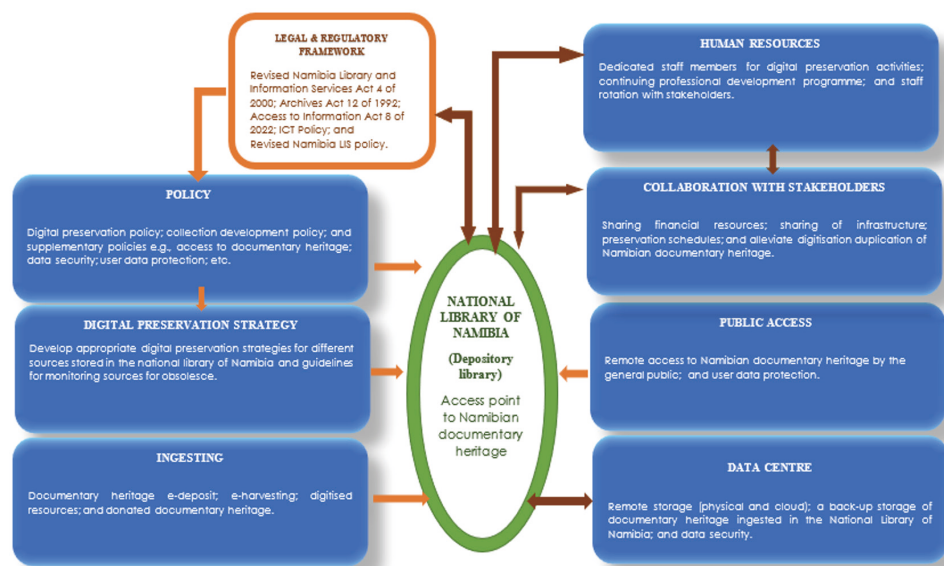 LEGAL & REGULATORY
FRAMEWORK
Revised Namibia Library and
Information Services Act 4 of
2000; Archives Act 12 of 1992;
Access to Information Act 8 of
2022; ICT Policy; and
Revised Namibia LIS policy.
HUMAN RESOURCES
Dedicated staff members for digital preservation activities;
continuing professional development programme; and staff
rotation with stakeholders.
POLICY
Digital preservation policy; collection development policy; and
supplementary policies e.g., access to documentary heritage;
data security; user data protection; etc.
COLLABORATION WITH STAKEHOLDERS
Sharing financial resources; sharing of infrastructure;
preservation schedules; and alleviate digitisation duplication of
Namibian documentary heritage.
NATIONAL
LIBRARY OF
NAMIBIA
(Depository
library)
Access point
to Namibian
documentary
heritage
DIGITAL PRESERVATION STRATEGY
Develop appropriate digital preservation strategies for different
sources stored in the national library of Namibia and guidelines
for monitoring sources for obsolesce.
PUBLIC ACCESS
Remote access to Namibian documentary heritage by the
general public; and user data protection.
INGESTING
Documentary heritage e-deposit; e-harvesting; digitised
resources; and donated documentary heritage.
DATA CENTRE
Remote storage (physical and cloud); a back-up storage of
documentary heritage ingested in the National Library of
Namibia; and data security.